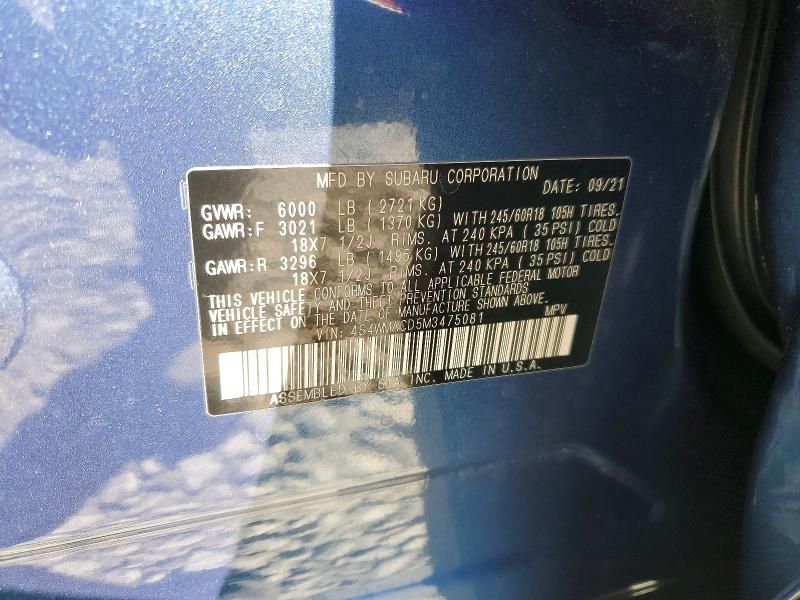 MFD BY SUBARU CORPORATION
DATE: 09/21
GVWR: 6000 LB ( 2721 KG)
GAWR: F 3021 LB ( 1370 KG) WITH 245/60R18 105H TIRES.
18X7 1/2J RIMS. AT 240 KPA ( 35 PSI) COLD
GAWR: R 3296 LB ( 1495 KG) WITH 245/60R18 105H TIRES.
18X7 1/2J RIMS. AT 240 KPA ( 35 PSI) COLD
THIS VEHICLE CONFORMS TO ALL APPLICABLE FEDERAL MOTOR
VEHICLE SAFETY AND THEFT PREVENTION STANDARDS
IN EFFECT ON THE DATE OF MANUFACTURE SHOWN ABOVE.
VIN: MPV
ASSEMBLED BY SIA INC. MADE IN U.S.A.